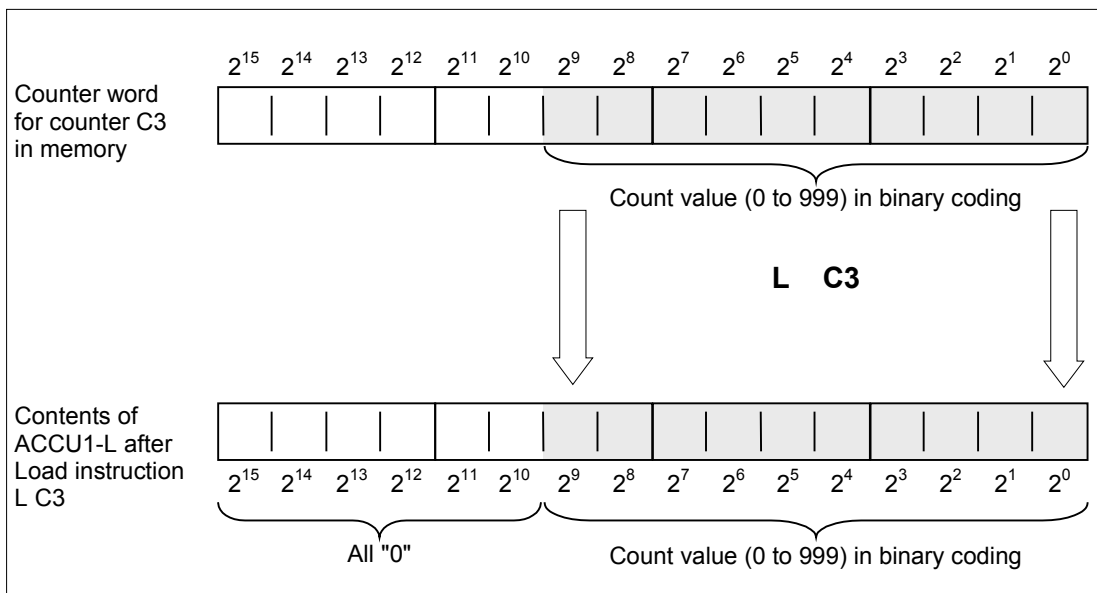 2^15 2^14 2^13 2^12 2^11 2^10 2^9 2^8 2^7 2^6 2^5 2^4 2^3 2^2 2^1 2^0
Counter word
for counter C3
in memory
Count value (0 to 999) in binary coding
L C3
Contents of
ACCU1-L after
Load instruction
L C3
2^15 2^14 2^13 2^12 2^11 2^10 2^9 2^8 2^7 2^6 2^5 2^4 2^3 2^2 2^1 2^0
All "0"
Count value (0 to 999) in binary coding